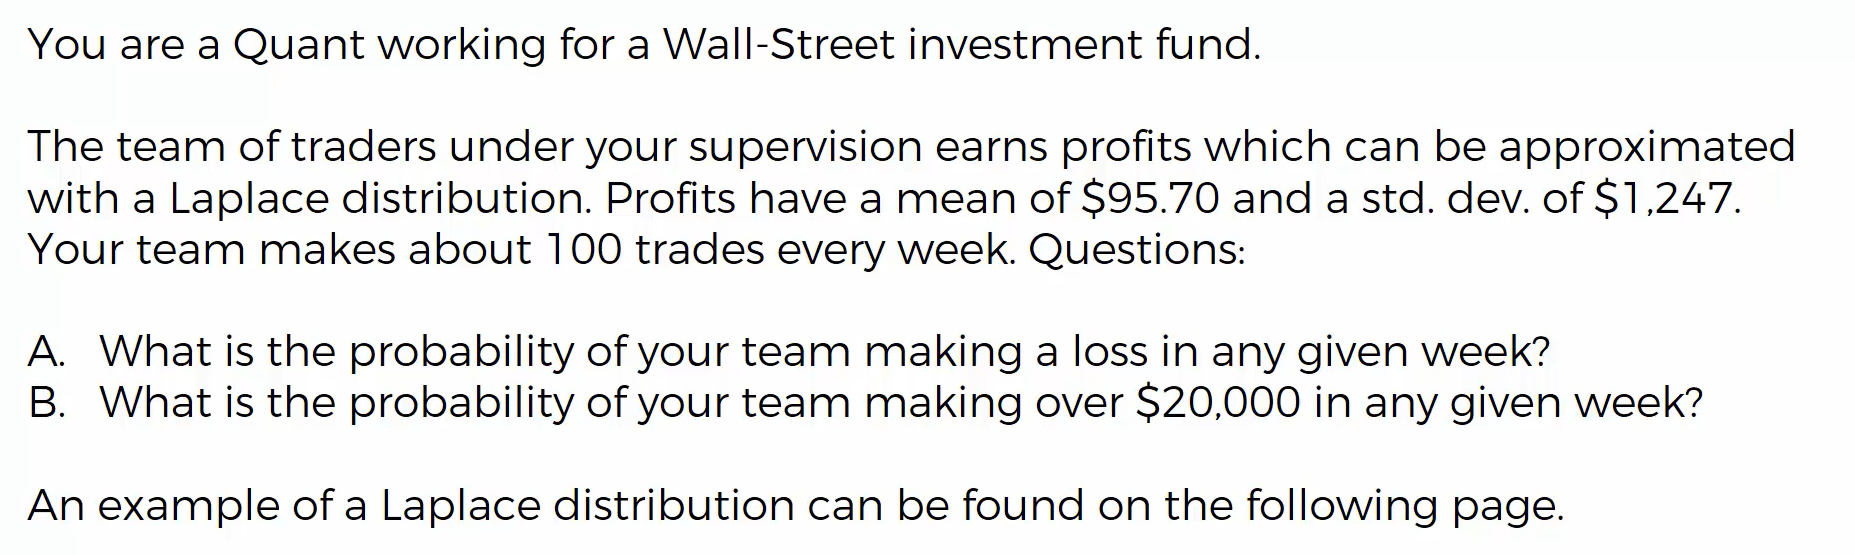 You are a Quant working for a Wall-Street investment fund.
The team of traders under your supervision earns profits which can be approximated
with a Laplace distribution. Profits have a mean of $95.70 and a std. dev. of $1,247.
Your team makes about 100 trades every week. Questions:
A. What is the probability of your team making a loss in any given week?
B. What is the probability of your team making over $20,000 in any given week?
An example of a Laplace distribution can be found on the following page.